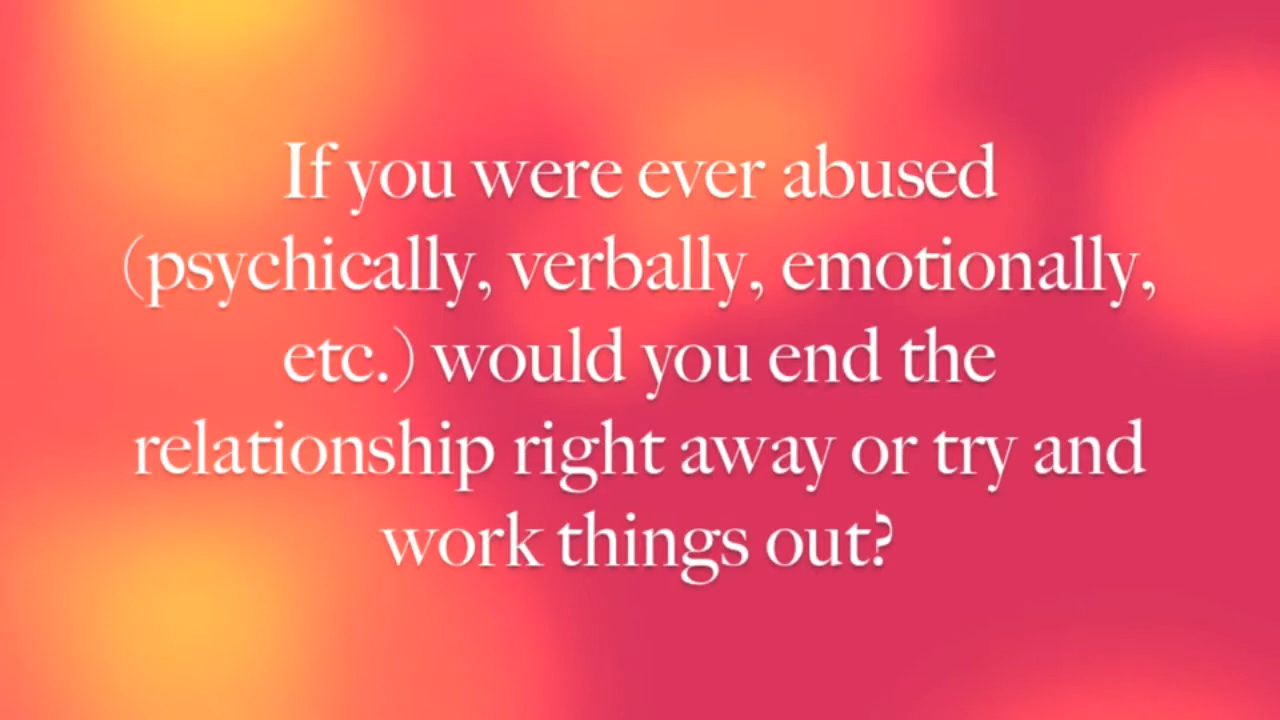 If you were ever abused
(psychically, verbally, emotionally,
etc.) would you end the
relationship right away or try and
work things out?